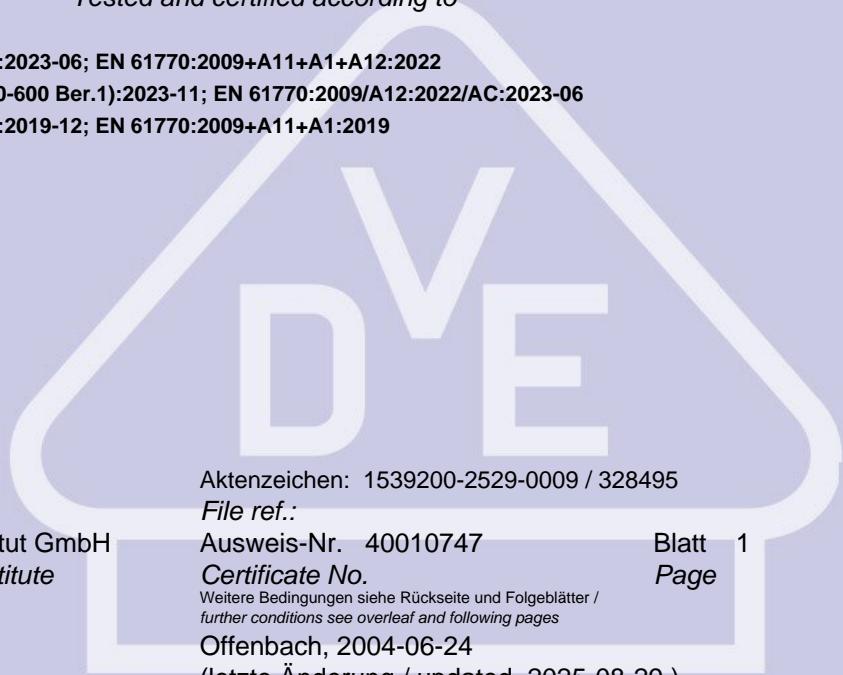 Tested and certified according to
:2023-06; EN 61770:2009+A11+A1+A12:2022
0-600 Ber.1):2023-11; EN 61770:2009/A12:2022/AC:2023-06
:2019-12; EN 61770:2009+A11+A1:2019
VDE
Aktenzeichen: 1539200-2529-0009 / 328495
File ref.:
tut GmbH Ausweis-Nr. 40010747 Blatt 1
titute Certificate No. Page
Weitere Bedingungen siehe Rückseite und Folgeblätter /
further conditions see overleaf and following pages
Offenbach, 2004-06-24
(letzte Änderung / updated 2025-08-29 )